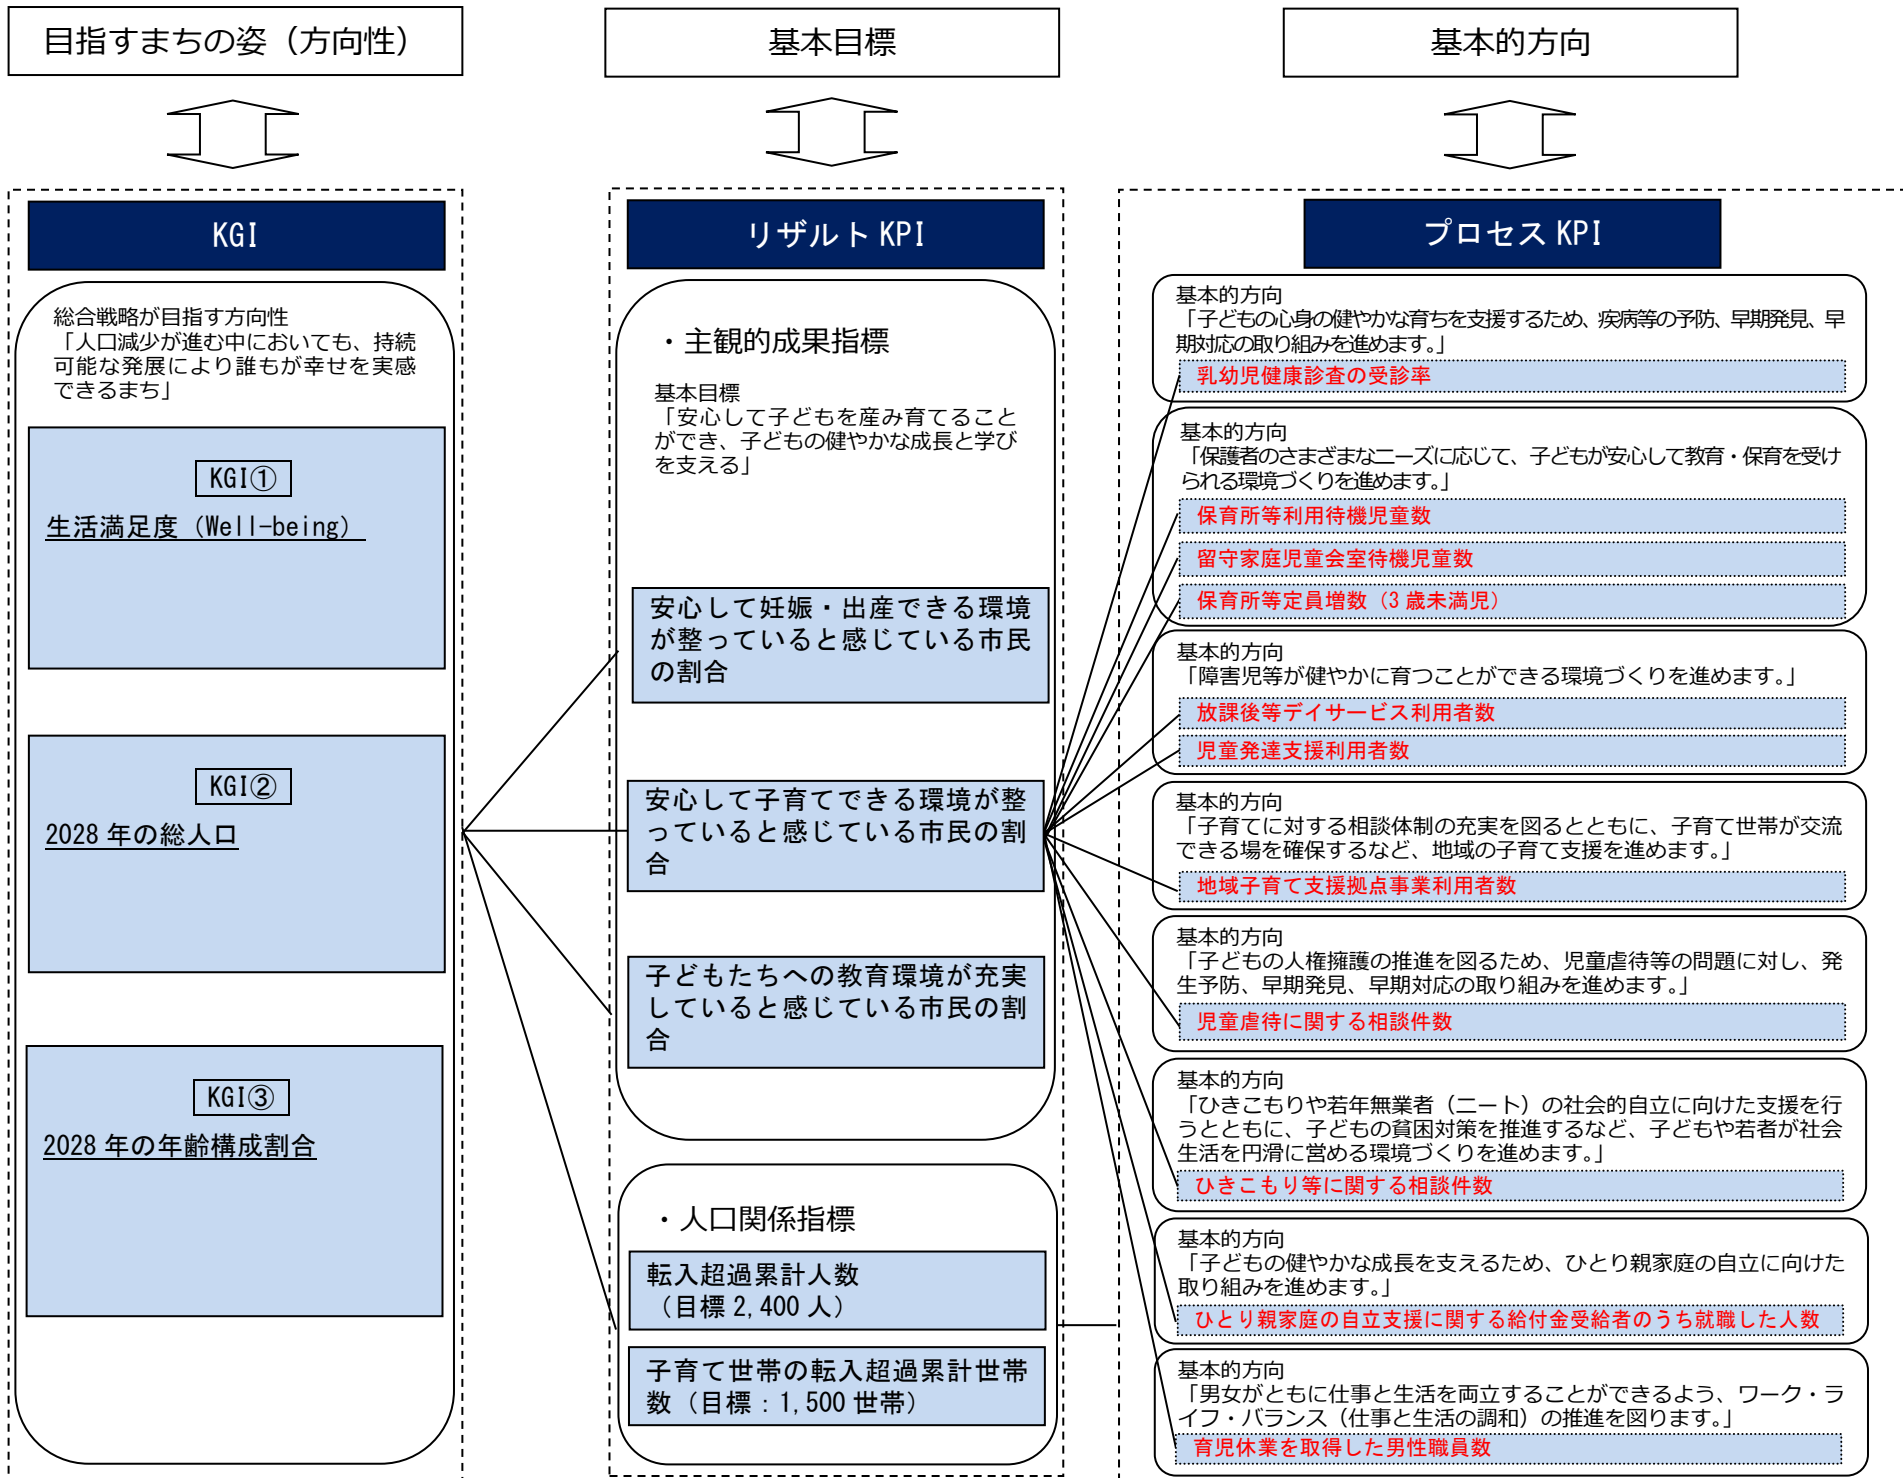 目指すまちの姿（方向性）
基本目標
基本的方向
KGI
総合戦略が目指す方向性
「人口減少が進む中においても、持続
可能な発展により誰もが幸せを実感
できるまち」
KGI①
生活満足度（Well-being）
KGI②
2028年の総人口
KGI③
2028年の年齢構成割合
リザルトKPI
・主観的成果指標
基本目標
「安心して子どもを産み育てること
ができ、子どもの健やかな成長と学び
を支える」
安心して妊娠・出産できる環境
が整っていると感じている市民
の割合
安心して子育てできる環境が整
っていると感じている市民の割
合
子どもたちへの教育環境が充実
していると感じている市民の割
合
・人口関係指標
転入超過累計人数
（目標2,400人）
子育て世帯の転入超過累計世帯
数（目標：1,500世帯）
プロセスKPI
基本的方向
「子どもの心身の健やかな育ちを支援するため、疾病等の予防、早期発見、早
期対応の取り組みを進めます。」
乳幼児健康診査の受診率
基本的方向
「保護者のさまざまなニーズに応じて、子どもが安心して教育・保育を受け
られる環境づくりを進めます。」
保育所等利用待機児童数
留守家庭児童会室待機児童数
保育所等定員増数（3歳未満児）
基本的方向
「障害児等が健やかに育つことができる環境づくりを進めます。」
放課後等デイサービス利用者数
児童発達支援利用者数
基本的方向
「子育てに対する相談体制の充実を図るとともに、子育て世帯が交流
できる場を確保するなど、地域の子育て支援を進めます。」
地域子育て支援拠点事業利用者数
基本的方向
「子どもの人権擁護の推進を図るため、児童虐待等の問題に対し、発
生予防、早期発見、早期対応の取り組みを進めます。」
児童虐待に関する相談件数
基本的方向
「ひきこもりや若年無業者（ニート）の社会的自立に向けた支援を行
うとともに、子どもの貧困対策を推進するなど、子どもや若者が社会
生活を円滑に営める環境づくりを進めます。」
ひきこもり等に関する相談件数
基本的方向
「子どもの健やかな成長を支えるため、ひとり親家庭の自立に向けた
取り組みを進めます。」
ひとり親家庭の自立支援に関する給付金受給者のうち就職した人数
基本的方向
「男女がともに仕事と生活を両立することができるよう、ワーク・ラ
イフ・バランス（仕事と生活の調和）の推進を図ります。」
育児休業を取得した男性職員数